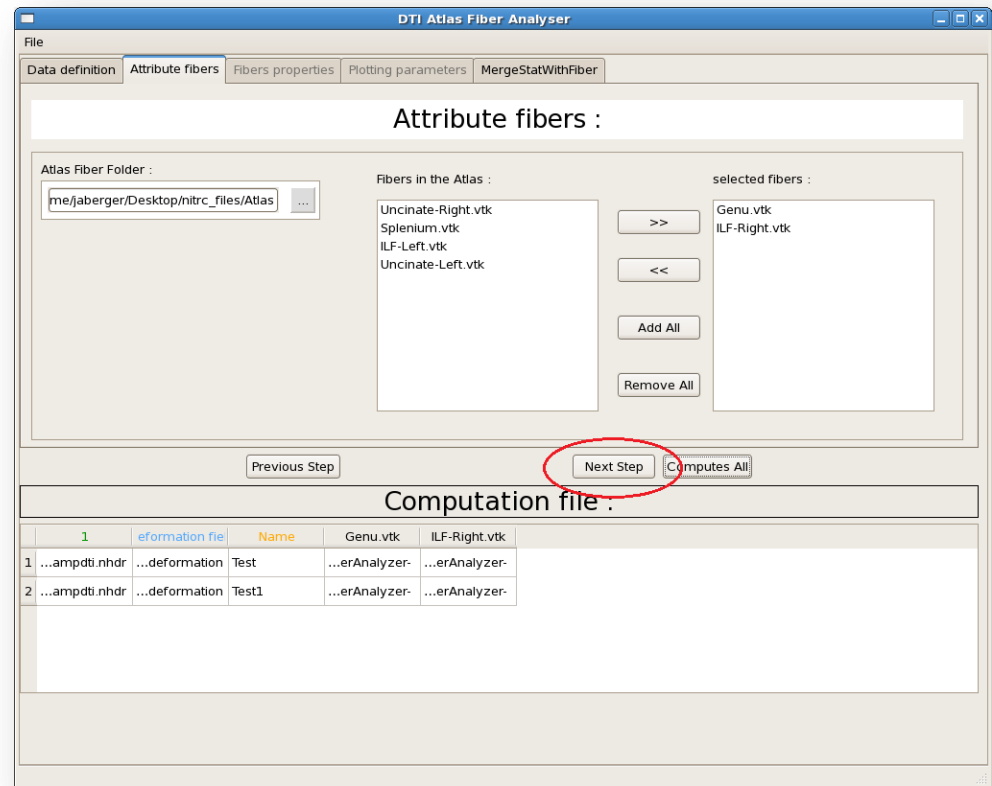 DTI Atlas Fiber Analyser
File
Data definition Attribute fibers Fibers properties Plotting parameters MergeStatWithFiber
Attribute fibers :
Atlas Fiber Folder :
me/jaberger/Desktop/nitrc_files/Atlas ...
Fibers in the Atlas :
Uncinate-Right.vtk
Splenium.vtk
ILF-Left.vtk
Uncinate-Left.vtk
>>
<<
Add All
Remove All
selected fibers :
Genu.vtk
ILF-Right.vtk
Previous Step Next Step Computes All
Computation file :
1 eformation fie Name Genu.vtk ILF-Right.vtk
1 ...ampdti.nhdr ...deformation Test ...erAnalyzer- ...erAnalyzer-
2 ...ampdti.nhdr ...deformation Test1 ...erAnalyzer- ...erAnalyzer-